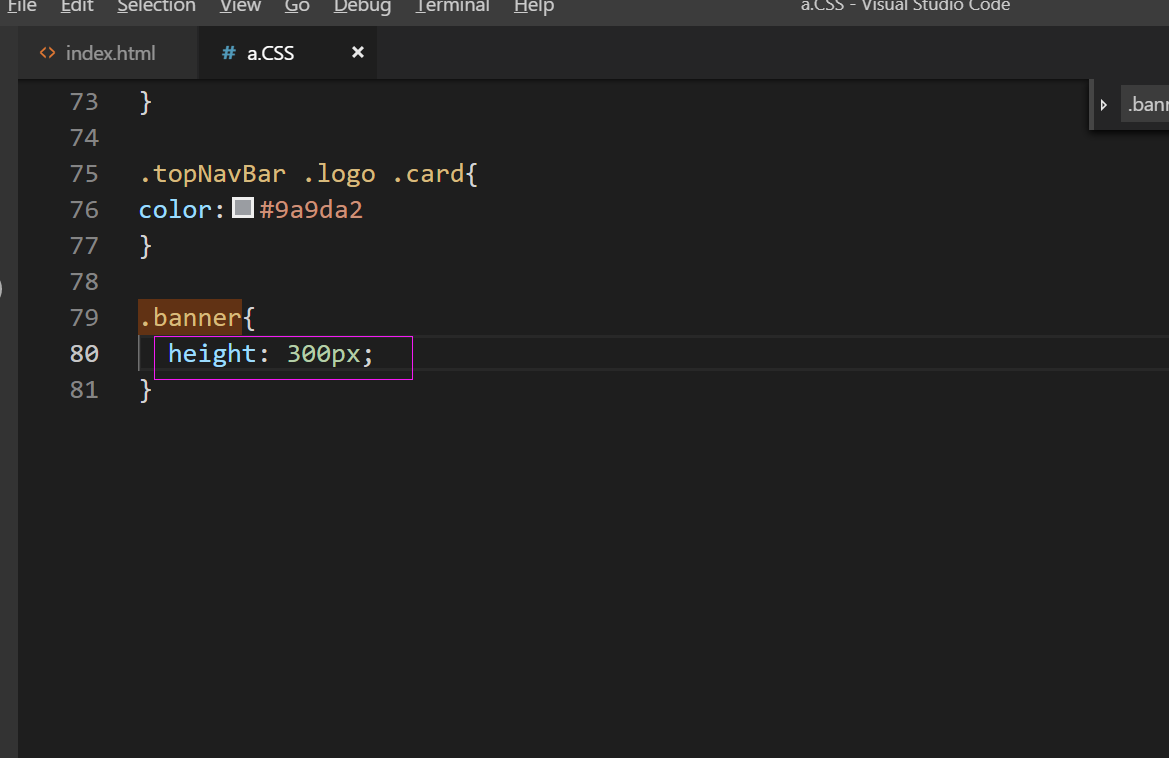 File Edit Selection View Go Debug Terminal Help a.CSS - Visual Studio Code
<> index.html # a.CSS ×
.bann
73 }
74
75 .topNavBar .logo .card{
76 color:#9a9da2
77 }
78
79 .banner{
80 height: 300px;
81 }